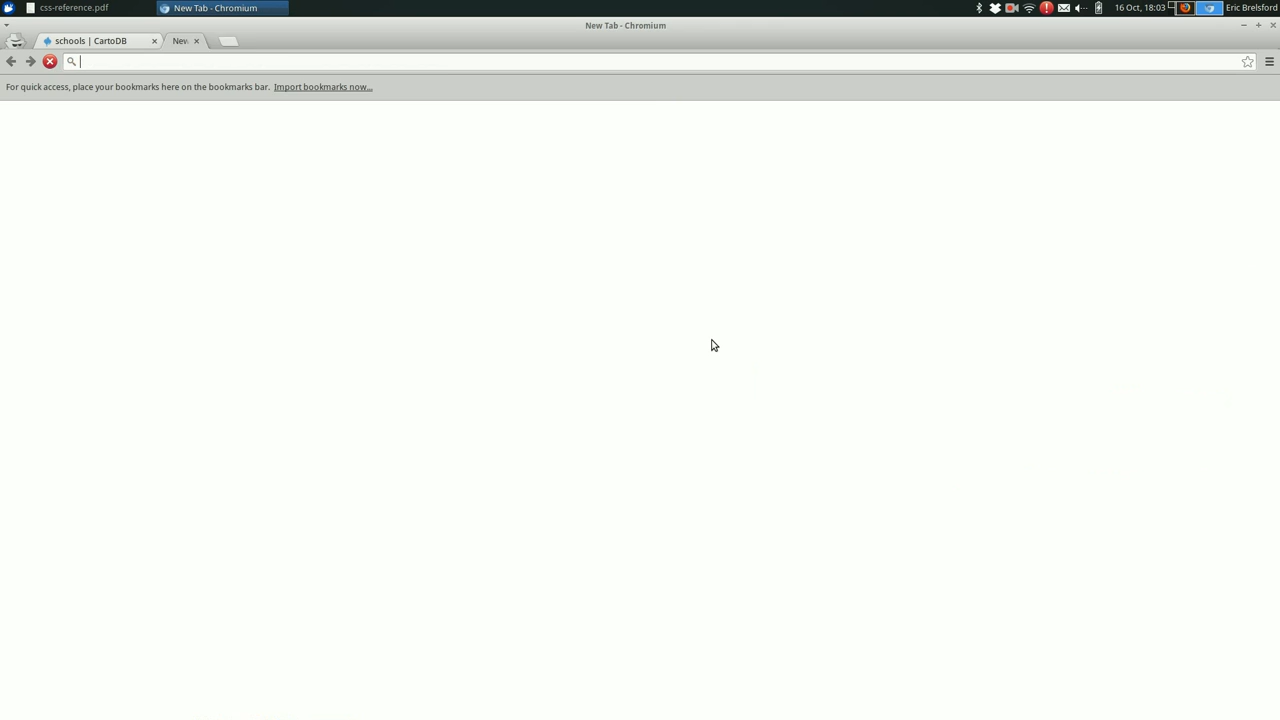 css-reference.pdf
New Tab - Chromium
16 Oct, 18:03
Eric Brelsford
New Tab - Chromium
schools | CartoDB
New
For quick access, place your bookmarks here on the bookmarks bar. Import bookmarks now...